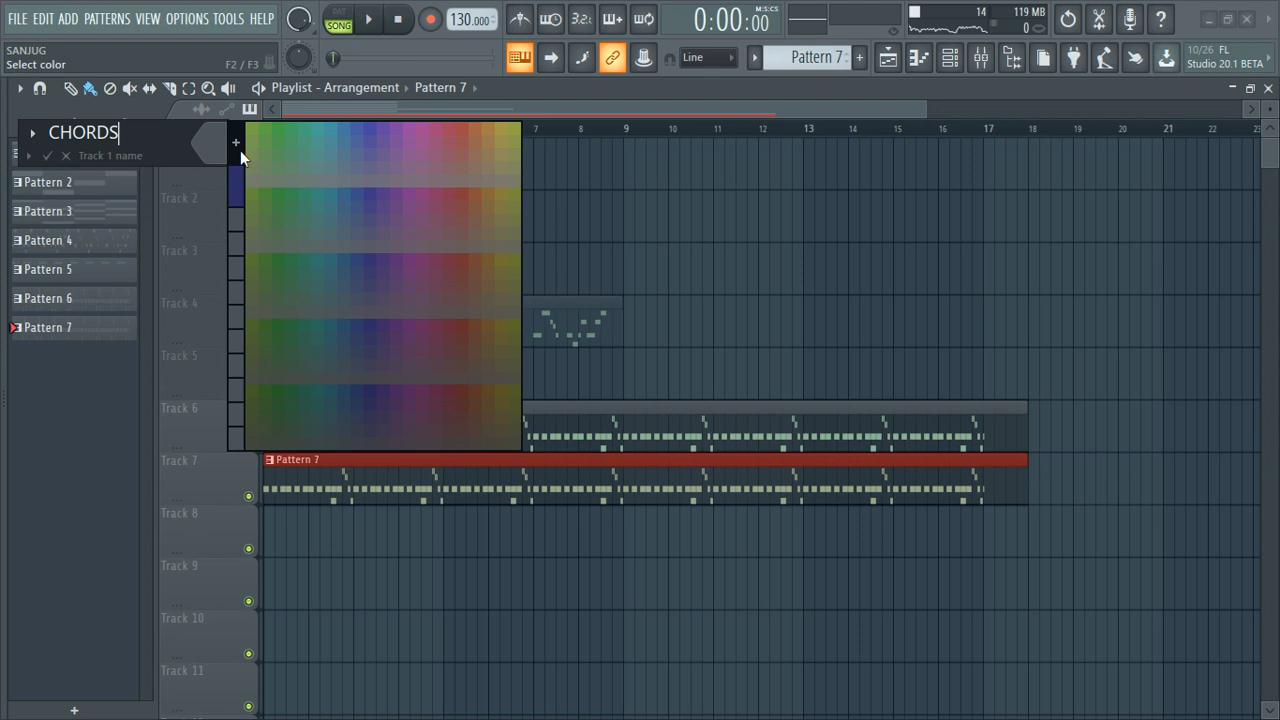 FILE EDIT ADD PATTERNS VIEW OPTIONS TOOLS HELP
PAT
SONG
130.000
3.2.
0:00:00
M:S:CS
14
119 MB
0
SANJUG
Select color
F2 / F3
Line
Pattern 7
10/26 FL
Studio 20.1 BETA
Playlist - Arrangement
Pattern 7
CHORDS
Track 1 name
7 8 9 10 11 12 13 14 15 16 17 18 19 20 21 22 23
Pattern 2
Pattern 3
Pattern 4
Pattern 5
Pattern 6
Pattern 7
Track 2
Track 3
Track 4
Track 5
Track 6
Track 7
Pattern 7
Track 8
Track 9
Track 10
Track 11